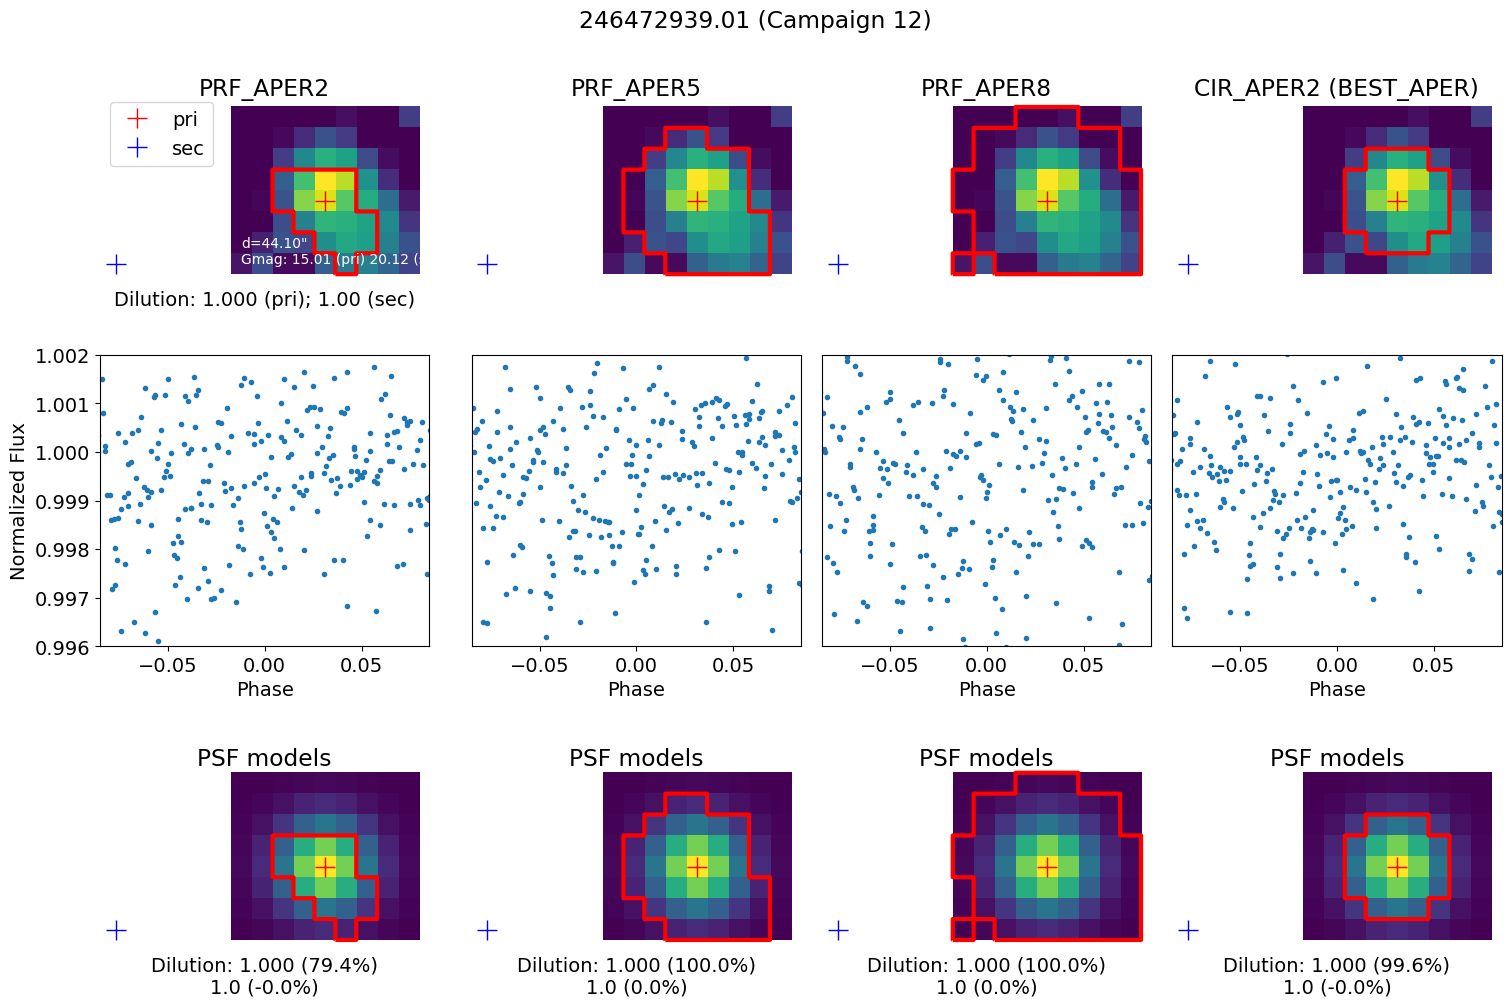 246472939.01 (Campaign 12)
PRF_APER2
PRF_APER5
PRF_APER8
CIR_APER2 (BEST_APER)
pri
sec
d=44.10"
Gmag: 15.01 (pri) 20.12 (
Dilution: 1.000 (pri); 1.00 (sec)
Normalized Flux
1.002
1.001
1.000
0.999
0.998
0.997
0.996
−0.05 0.00 0.05
−0.05 0.00 0.05
−0.05 0.00 0.05
−0.05 0.00 0.05
Phase
Phase
Phase
Phase
PSF models
PSF models
PSF models
PSF models
Dilution: 1.000 (79.4%)
1.0 (-0.0%)
Dilution: 1.000 (100.0%)
1.0 (0.0%)
Dilution: 1.000 (100.0%)
1.0 (0.0%)
Dilution: 1.000 (99.6%)
1.0 (-0.0%)